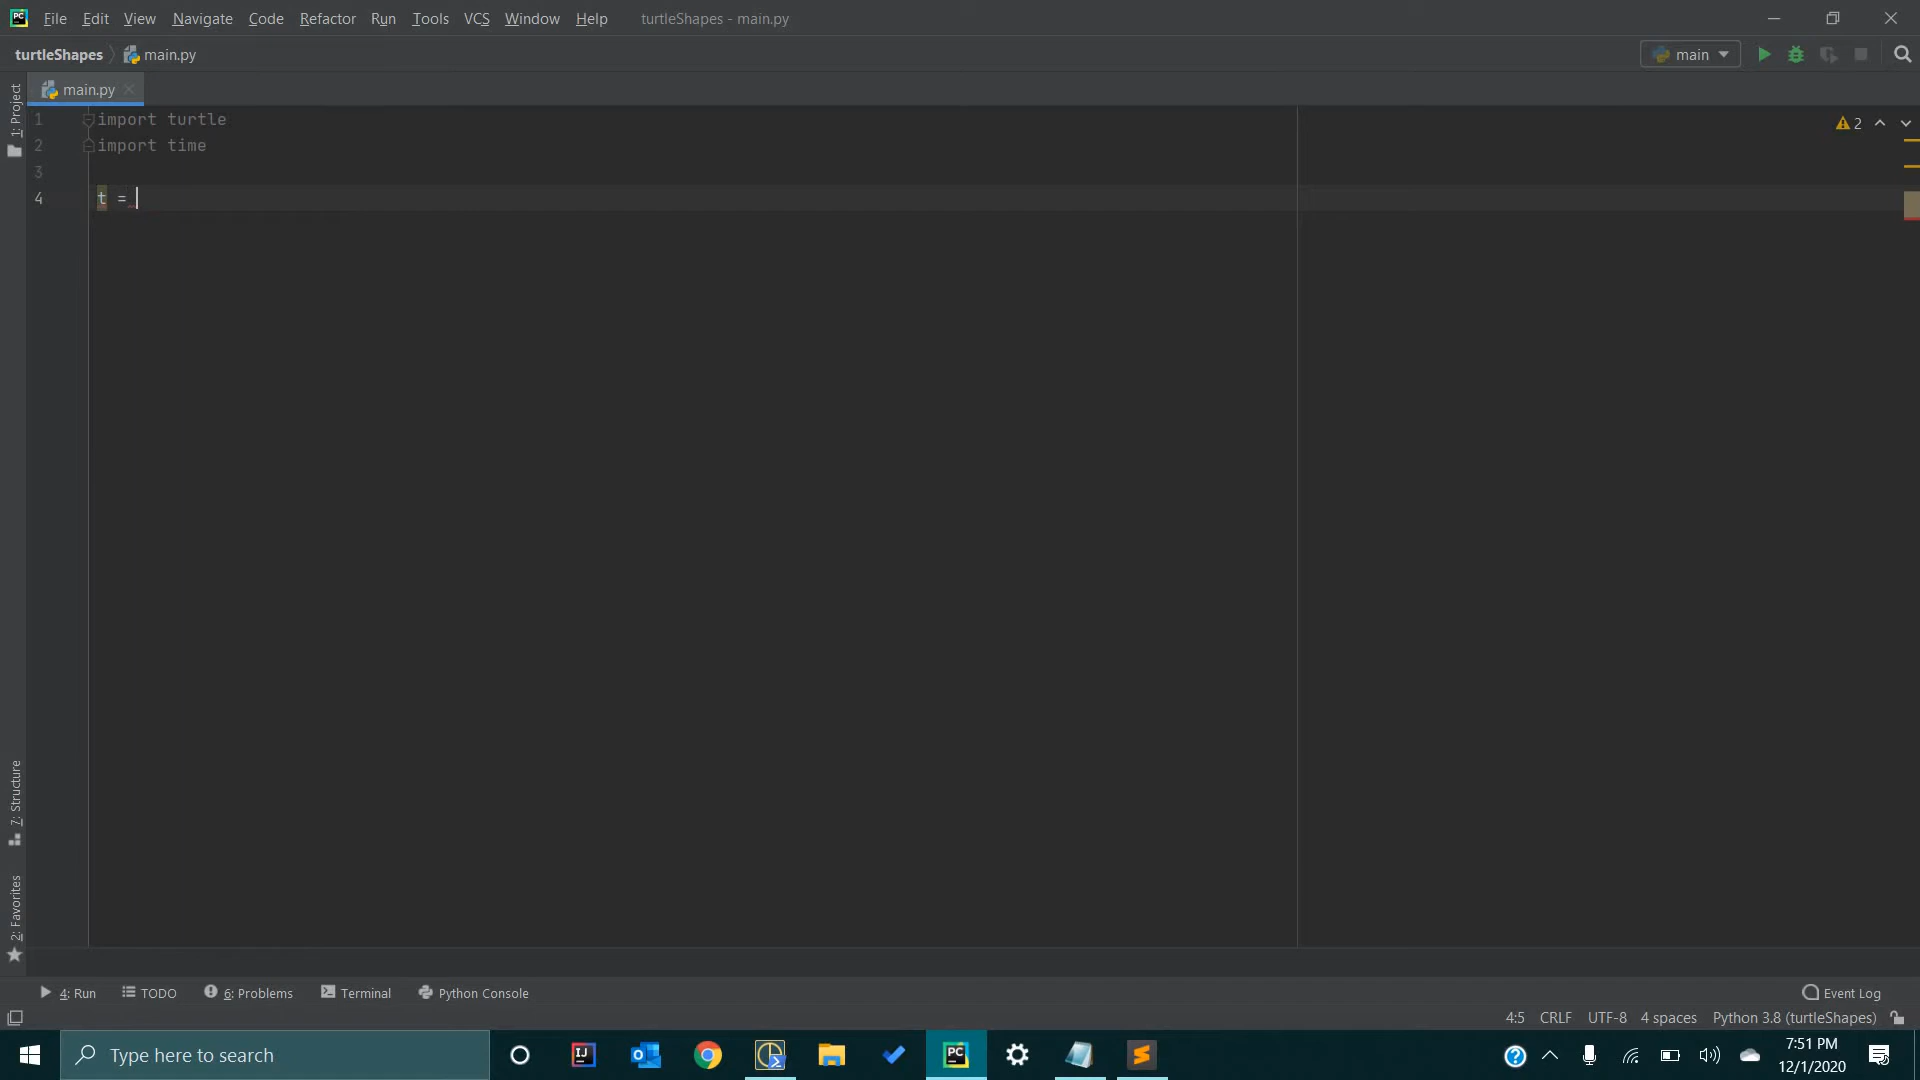 PC File Edit View Navigate Code Refactor Run Tools VCS Window Help turtleShapes - main.py
turtleShapes main.py main
main.py
1: Project
1 import turtle
2 import time
3
4 t =
2
7: Structure
2: Favorites
4: Run TODO 6: Problems Terminal Python Console Event Log
4:5 CRLF UTF-8 4 spaces Python 3.8 (turtleShapes)
Type here to search IJ PC 7:51 PM
12/1/2020